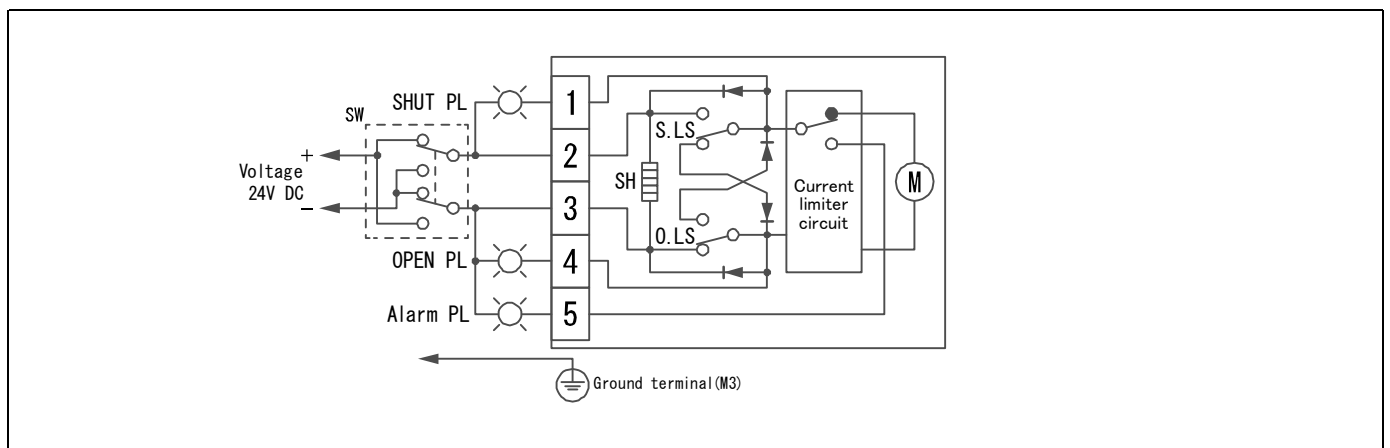 SHUT PL
SW
+
Voltage
24V DC
−
OPEN PL
Alarm PL
1
2
3
4
5
S.LS
SH
O.LS
Current
limiter
circuit
M
Ground terminal(M3)